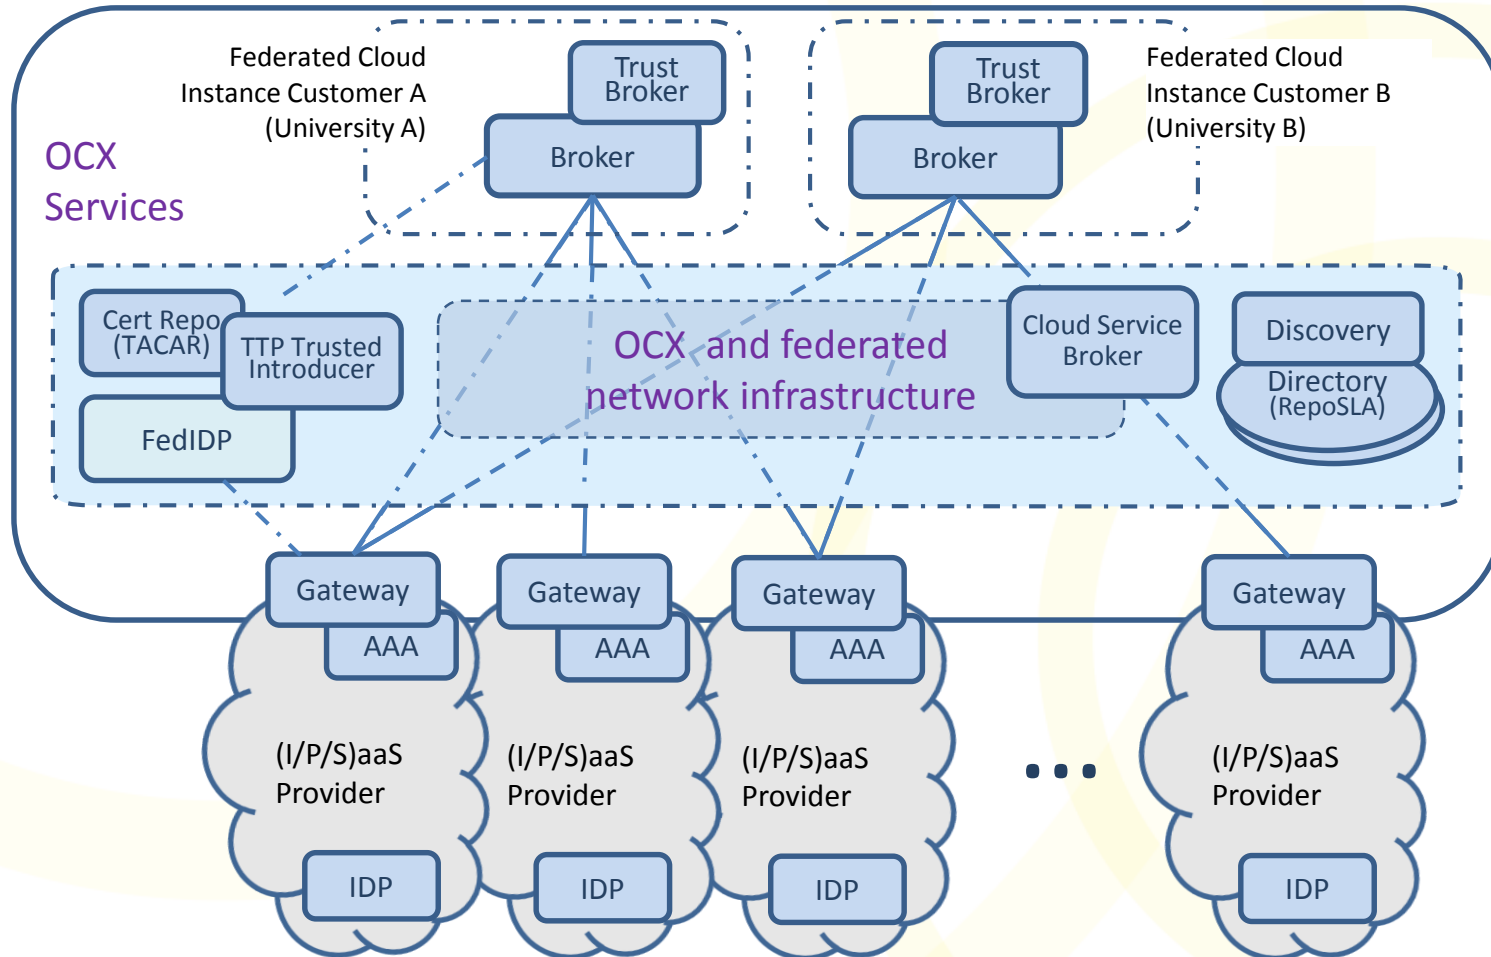 Federated Cloud
Instance Customer A
(University A)
Trust
Broker
Broker
Trust
Broker
Broker
Federated Cloud
Instance Customer B
(University B)
OCX
Services
Cert Repo
(TACAR)
TTP Trusted
Introducer
FedIDP
OCX and federated
network infrastructure
Cloud Service
Broker
Discovery
Directory
(RepoSLA)
Gateway
AAA
(I/P/S)aaS
Provider
IDP
Gateway
AAA
(I/P/S)aaS
Provider
IDP
Gateway
AAA
(I/P/S)aaS
Provider
IDP
...
Gateway
AAA
(I/P/S)aaS
Provider
IDP